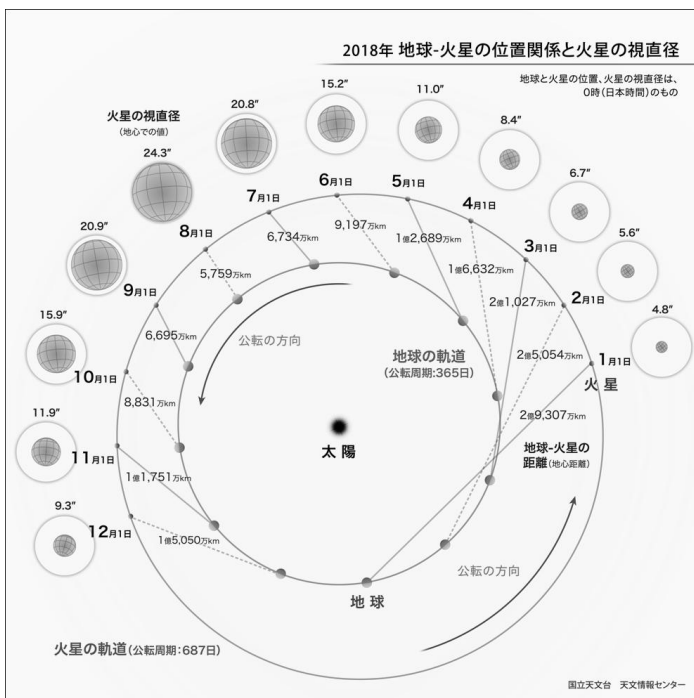 2018年 地球-火星の位置関係と火星の視直径
地球と火星の位置、火星の視直径は、
0時(日本時間)のもの
火星の視直径
(地心での値)
4.8″
5.6″
6.7″
8.4″
11.0″
15.2″
20.8″
24.3″
20.9″
15.9″
11.9″
9.3″
1月1日
2月1日
3月1日
4月1日
5月1日
6月1日
7月1日
8月1日
9月1日
10月1日
11月1日
12月1日
火星
2億9,307万km
2億5,054万km
2億1,027万km
1億6,632万km
1億2,689万km
9,197万km
6,734万km
5,759万km
6,695万km
8,831万km
1億1,751万km
1億5,050万km
公転の方向
地球の軌道
(公転周期:365日)
太陽
地球-火星の
距離(地心距離)
公転の方向
地球
火星の軌道(公転周期:687日)
国立天文台 天文情報センター